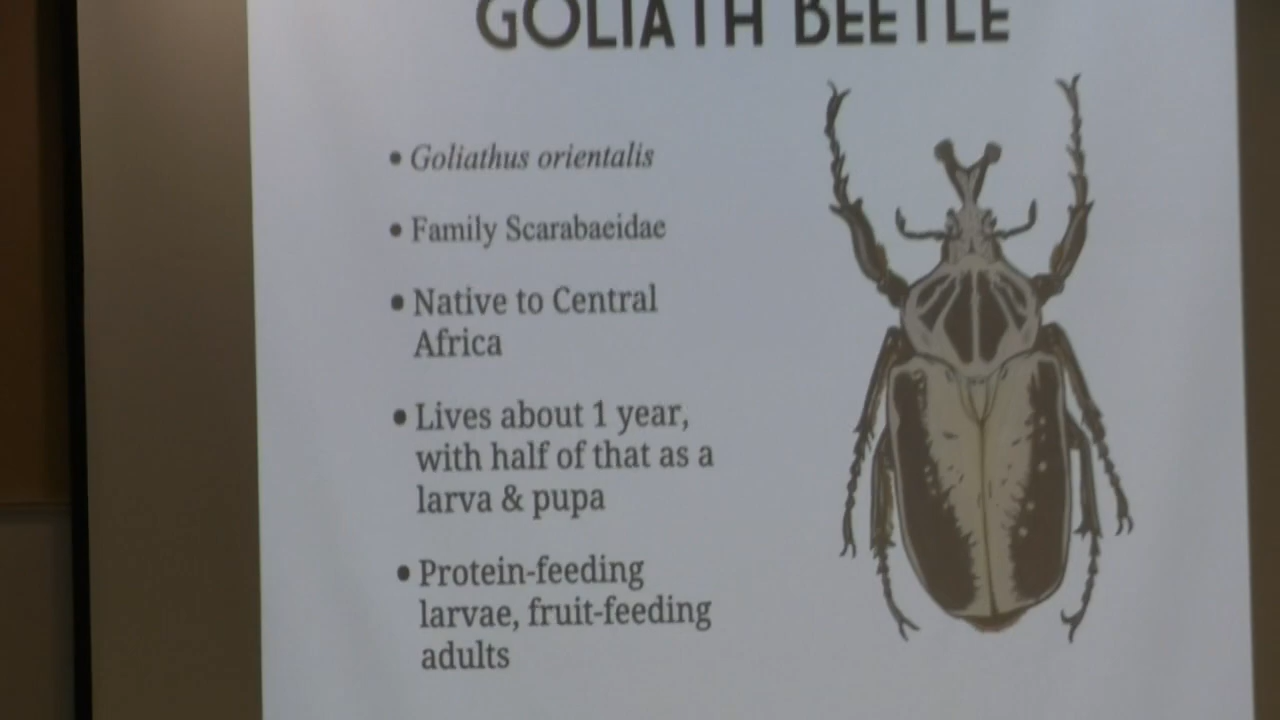 GOLIATH BEETLE
• Goliathus orientalis
• Family Scarabaeidae
• Native to Central
Africa
• Lives about 1 year,
with half of that as a
larva & pupa
• Protein-feeding
larvae, fruit-feeding
adults